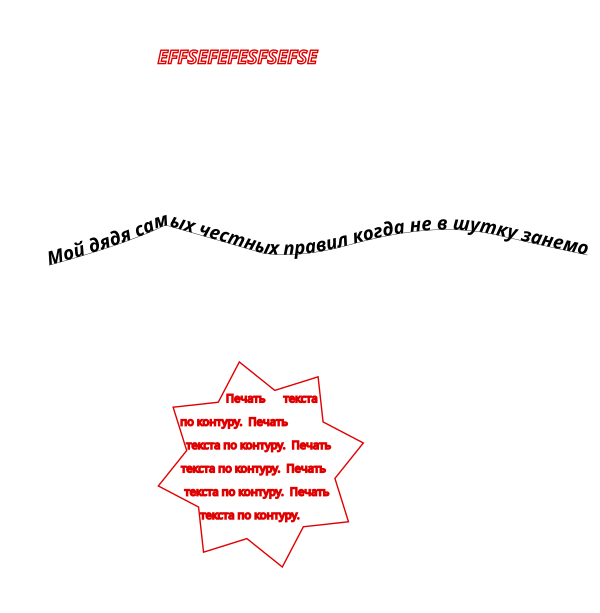 EFFSEFEFESFSEFSE
Мой дядя самых честных правил когда не в шутку занемо
Печать текста
по контуру. Печать
текста по контуру. Печать
текста по контуру. Печать
текста по контуру. Печать
текста по контуру.